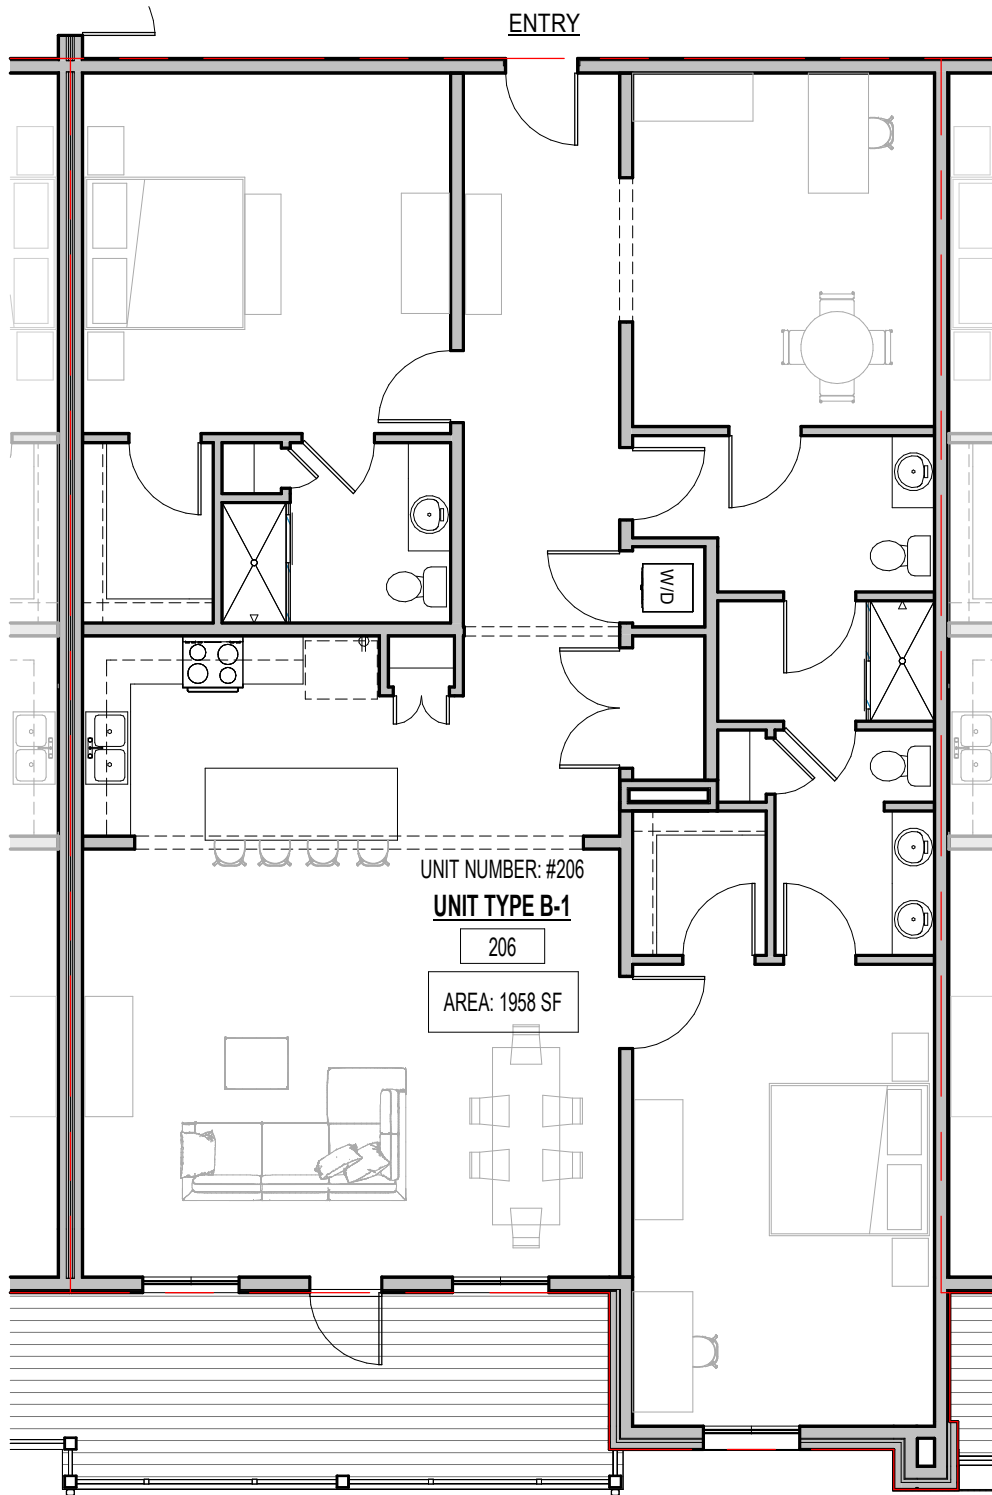 ENTRY
W/D
UNIT NUMBER: #206
UNIT TYPE B-1
206
AREA: 1958 SF